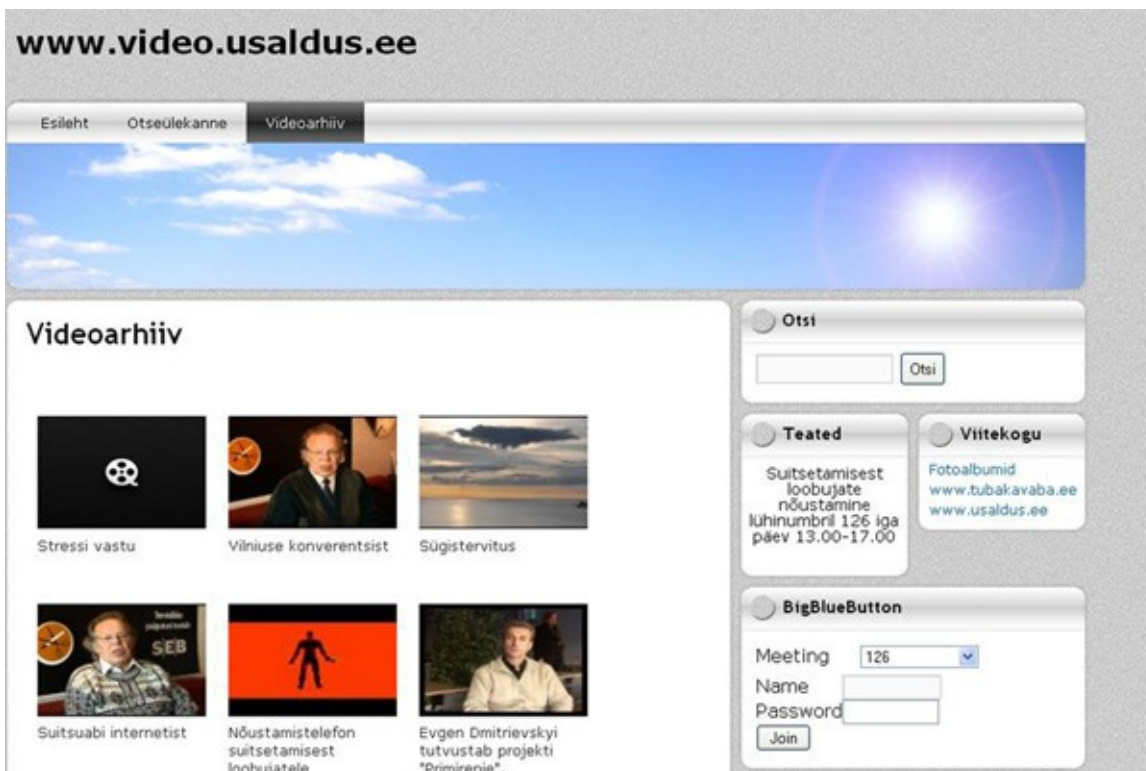 www.video.usaldus.ee
Esileht Otseülekanne Videoarhiiv
Videoarhiiv
Stressi vastu
Vilniuse konverentsist
Sügistervitus
SEB
Suitsuabi internetist
Nõustamistelefon
suitsetamisest
loobujatele
Evgen Dmitrievskyi
tutvustab projekti
"Primirenie".
Otsi
Otsi
Teated
Suitsetamisest
loobujate
nõustamine
lühinumbril 126 iga
päev 13.00-17.00
Viitekogu
Fotoalbumid
www.tubakavaba.ee
www.usaldus.ee
BigBlueButton
Meeting 126
Name
Password
Join